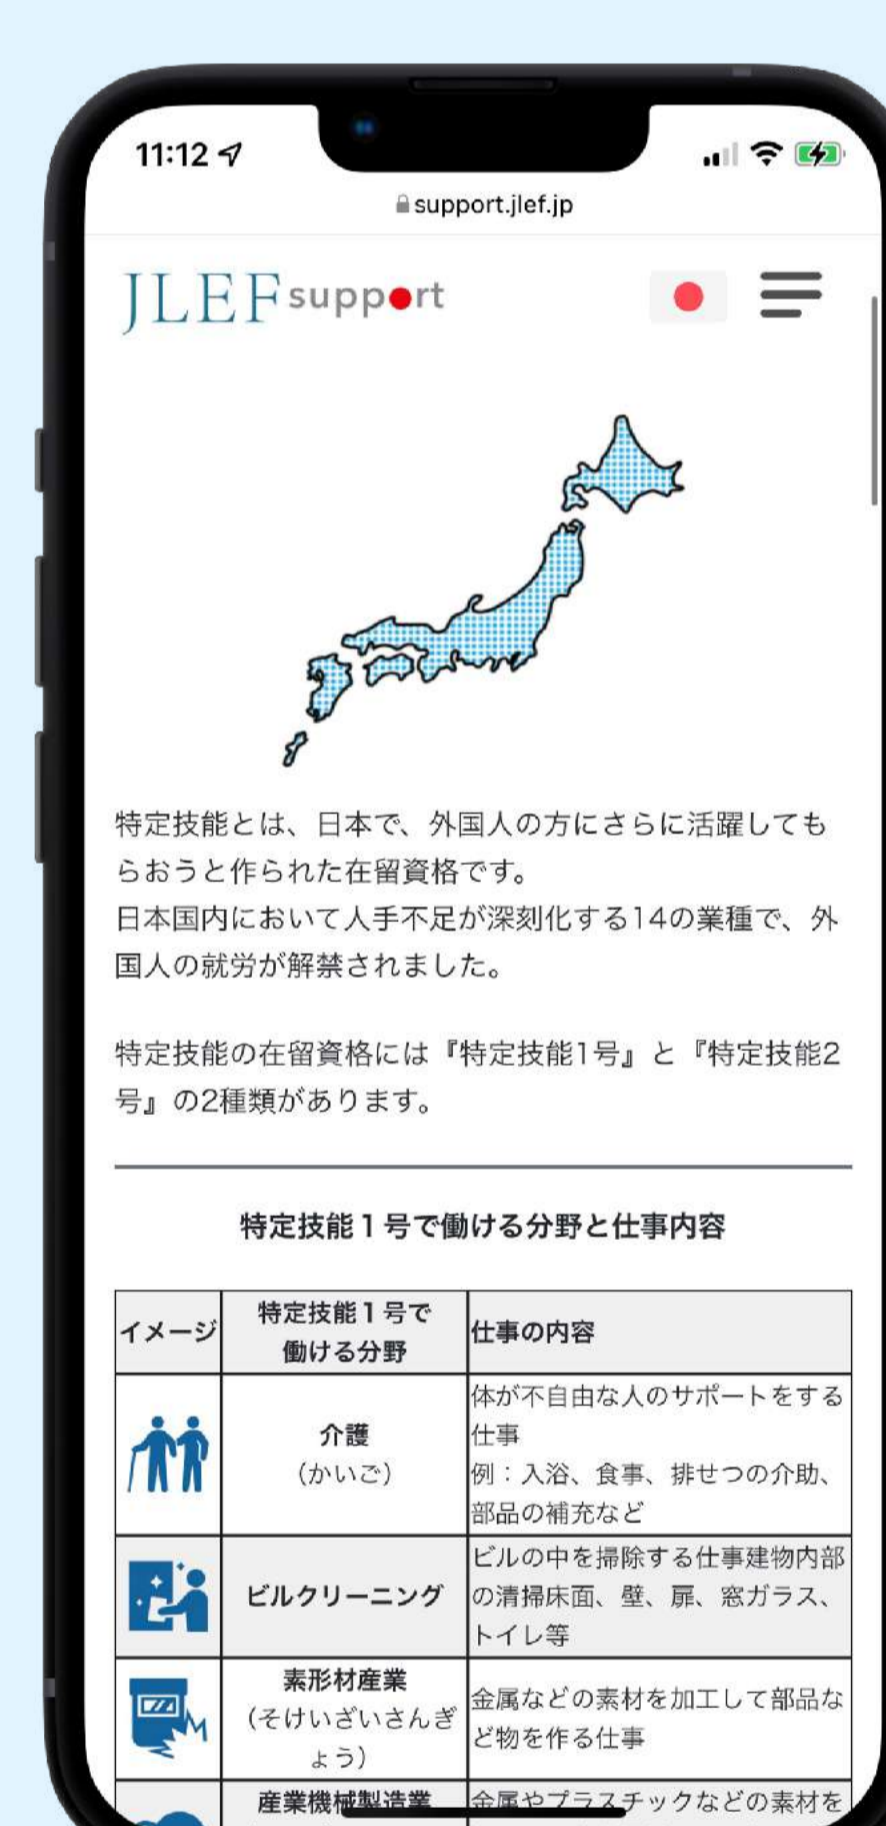 11:12
support.jlef.jp
JLEF support
特定技能とは、日本で、外国人の方にさらに活躍しても
らおうと作られた在留資格です。
日本国内において人手不足が深刻化する14の業種で、外
国人の就労が解禁されました。
特定技能の在留資格には『特定技能1号』と『特定技能2
号』の2種類があります。
特定技能１号で働ける分野と仕事内容
イメージ
特定技能１号で
働ける分野
仕事の内容
介護
（かいご）
体が不自由な人のサポートをする
仕事
例：入浴、食事、排せつの介助、
部品の補充など
ビルクリーニング
ビルの中を掃除する仕事建物内部
の清掃床面、壁、扉、窓ガラス、
トイレ等
素形材産業
（そけいざいさんぎ
ょう）
金属などの素材を加工して部品な
ど物を作る仕事
産業機械製造業
金属やプラスチックなどの素材を